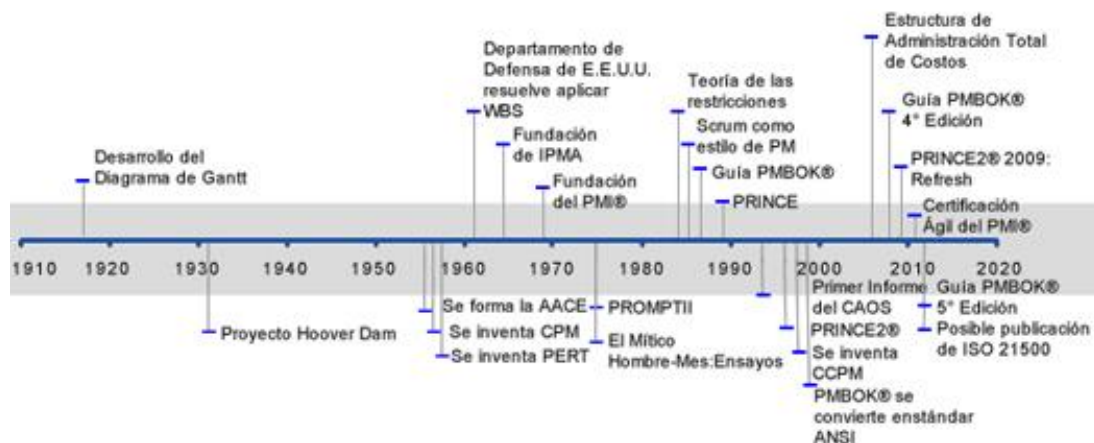 Estructura de
Administración Total
de Costos
Departamento de
Defensa de E.E.U.U.
resuelve aplicar
WBS
Teoría de las
restricciones
Guía PMBOK®
4° Edición
Scrum como
estilo de PM
Fundación
de IPMA
Desarrollo del
Diagrama de Gantt
Guía PMBOK®
PRINCE2® 2009:
Refresh
Fundación
del PMI®
PRINCE
Certificación
Ágil del PMI®
1910 1920 1930 1940 1950 1960 1970 1980 1990 2000 2010 2020
Se forma la AACE
PROMPTII
Primer Informe
del CAOS
Guía PMBOK®
5° Edición
Proyecto Hoover Dam
Se inventa CPM
El Mítico
Hombre-Mes:Ensayos
PRINCE2®
Posible publicación
de ISO 21500
Se inventa PERT
Se inventa
CCPM
PMBOK® se
convierte enstándar
ANSI